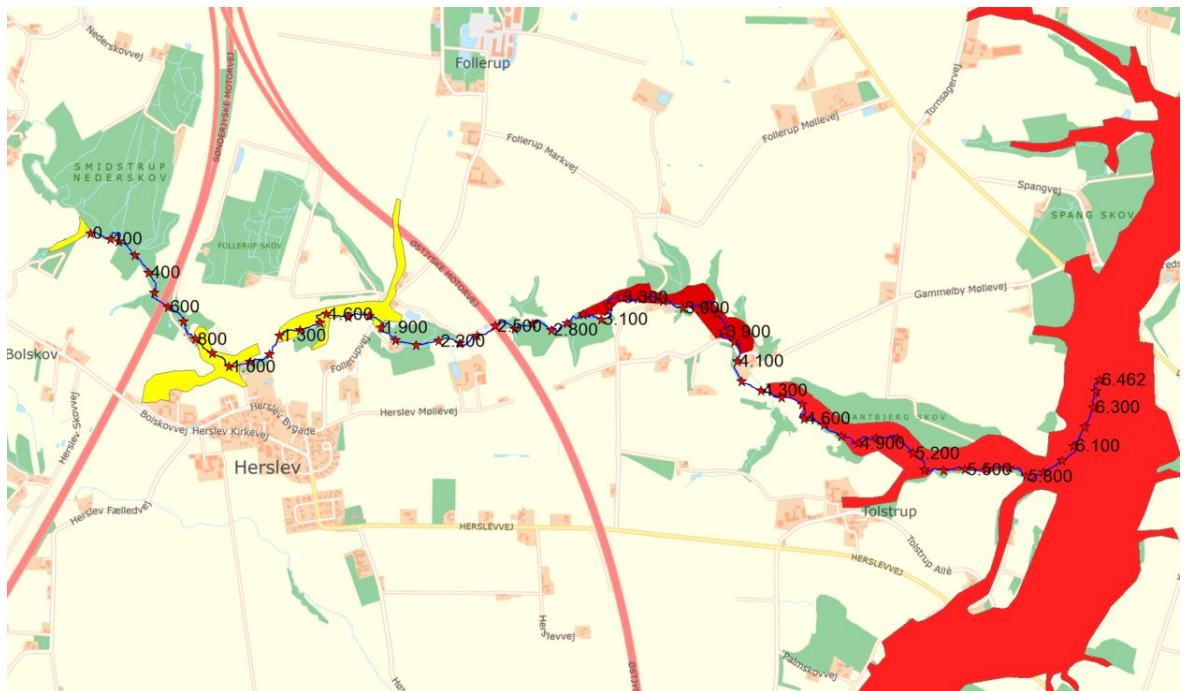 Nederskovvej
SØNDERJYSKE MOTORVEJ
Follerup
Tornsagervej
Follerup Møllevej
Follerup Markvej
SMIDSTRUP
NEDERSKOV
Spangvej
SPANG SKOV
0
400
FOLLERUP SKOV
ØSTJYSKE MOTORVEJ
Gammelby Møllevej
600
800
1.000
1.300
1.600
1.900
2.200
2.500
2.800
3.100
3.300
3.600
3.900
4.100
4.300
4.600
4.900
5.200
5.500
5.800
6.100
6.300
6.462
Bolskov
Follerupvej
Herslev Skovvej
Bolskovvej
Herslev Kirkevej
Herslev Bygade
Herslev Møllevej
Herslev
Herslev Fælledvej
HERSLEVVEJ
Tolstrup
Tolstrup Allè
HERSLEVVEJ
Palmskovvej